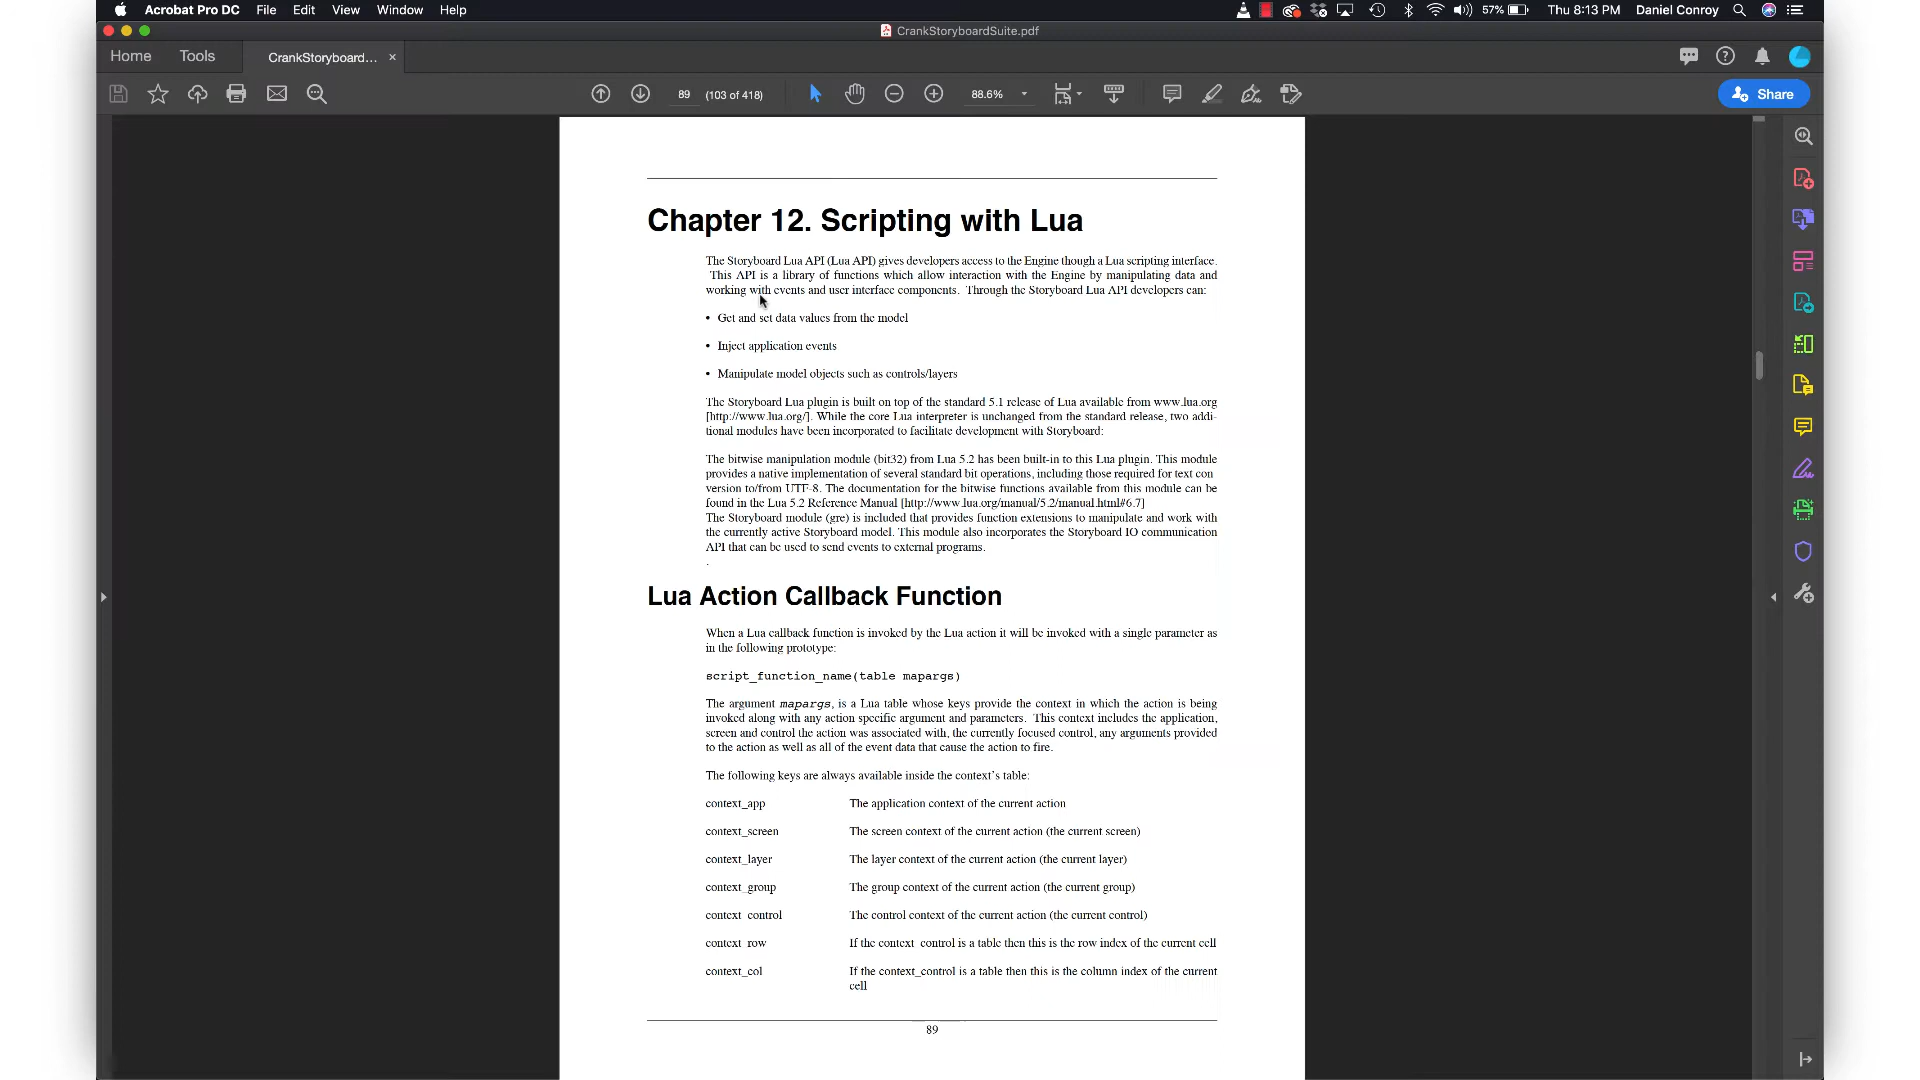 Acrobat Pro DC File Edit View Window Help 57% Thu 8:13 PM Daniel Conroy
CrankStoryboardSuite.pdf
Home Tools CrankStoryboard... ×
89 (103 of 418) 88.6% Share
Chapter 12. Scripting with Lua
The Storyboard Lua API (Lua API) gives developers access to the Engine though a Lua scripting interface.
This API is a library of functions which allow interaction with the Engine by manipulating data and
working with events and user interface components. Through the Storyboard Lua API developers can:
• Get and set data values from the model
• Inject application events
• Manipulate model objects such as controls/layers
The Storyboard Lua plugin is built on top of the standard 5.1 release of Lua available from www.lua.org
[http://www.lua.org/]. While the core Lua interpreter is unchanged from the standard release, two addi-
tional modules have been incorporated to facilitate development with Storyboard:
The bitwise manipulation module (bit32) from Lua 5.2 has been built-in to this Lua plugin. This module
provides a native implementation of several standard bit operations, including those required for text con-
version to/from UTF-8. The documentation for the bitwise functions available from this module can be
found in the Lua 5.2 Reference Manual [http://www.lua.org/manual/5.2/manual.html#6.7]
The Storyboard module (gre) is included that provides function extensions to manipulate and work with
the currently active Storyboard model. This module also incorporates the Storyboard IO communication
API that can be used to send events to external programs.
.
Lua Action Callback Function
When a Lua callback function is invoked by the Lua action it will be invoked with a single parameter as
in the following prototype:
script_function_name(table mapargs)
The argument mapargs, is a Lua table whose keys provide the context in which the action is being
invoked along with any action specific argument and parameters. This context includes the application,
screen and control the action was associated with, the currently focused control, any arguments provided
to the action as well as all of the event data that cause the action to fire.
The following keys are always available inside the context's table:
context_app The application context of the current action
context_screen The screen context of the current action (the current screen)
context_layer The layer context of the current action (the current layer)
context_group The group context of the current action (the current group)
context_control The control context of the current action (the current control)
context_row If the context_control is a table then this is the row index of the current cell
context_col If the context_control is a table then this is the column index of the current
cell
89